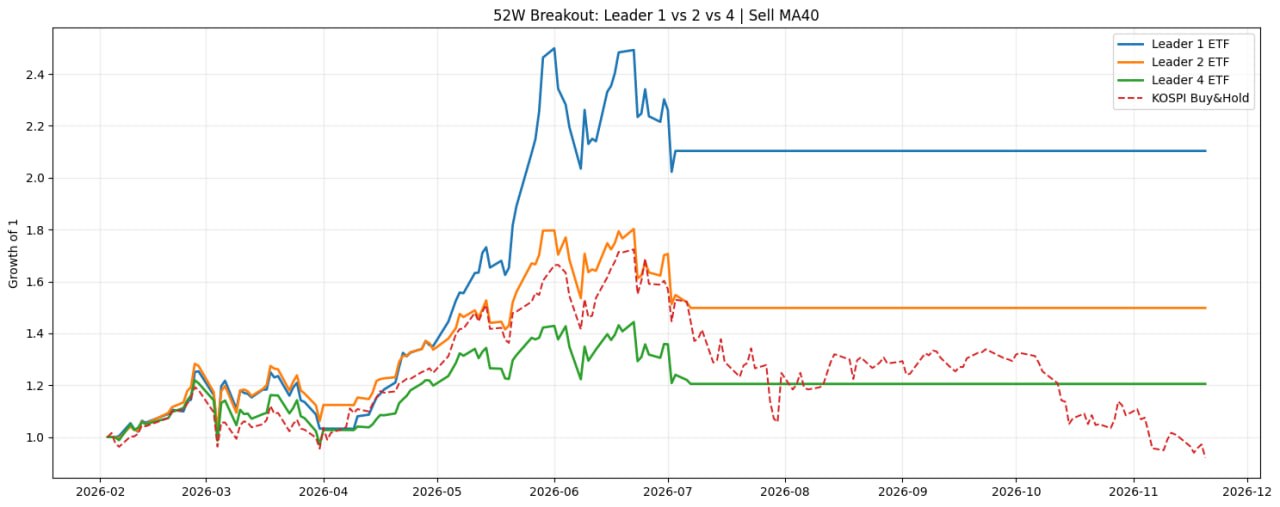 52W Breakout: Leader 1 vs 2 vs 4 | Sell MA40
Leader 1 ETF
Leader 2 ETF
Leader 4 ETF
KOSPI Buy&Hold
Growth of 1
2.4
2.2
2.0
1.8
1.6
1.4
1.2
1.0
2026-02 2026-03 2026-04 2026-05 2026-06 2026-07 2026-08 2026-09 2026-10 2026-11 2026-12